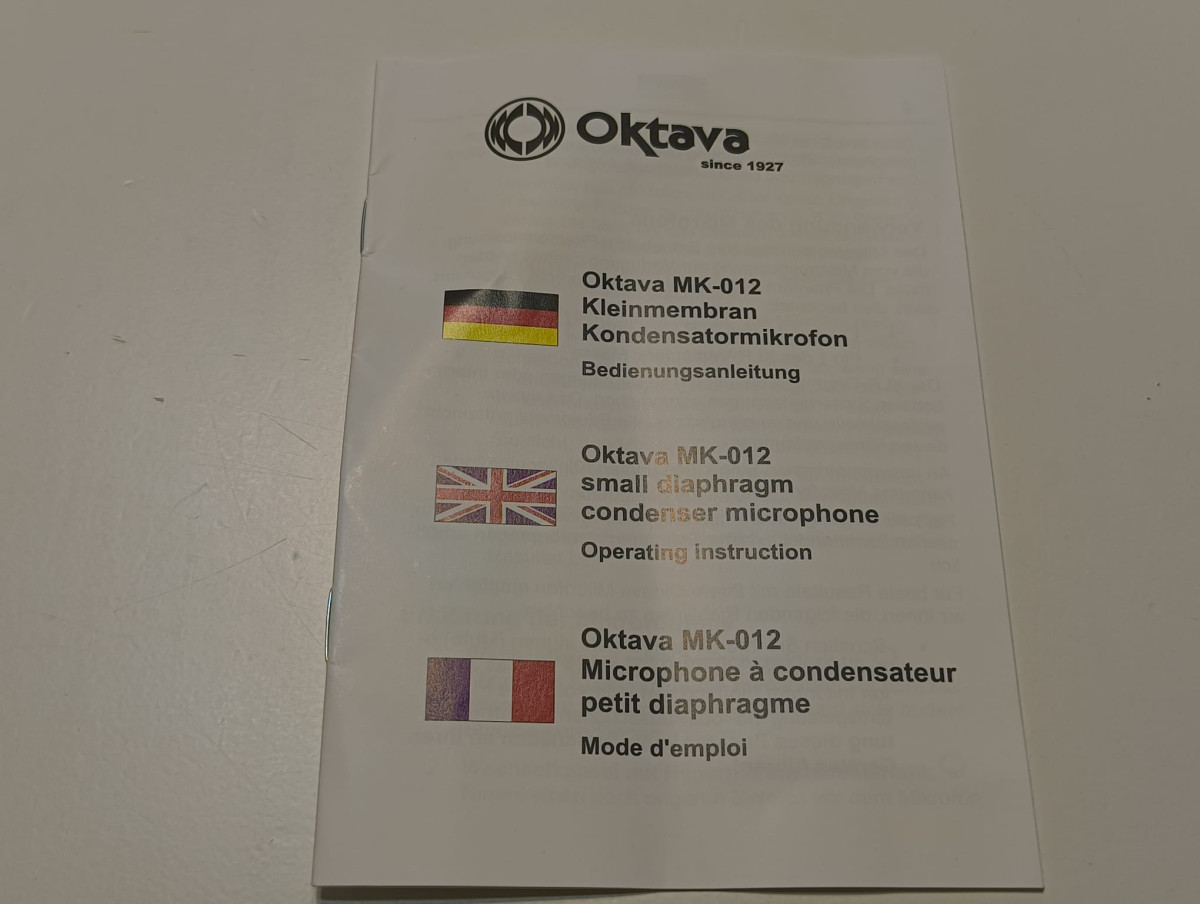 Oktava
since 1927
Oktava MK-012
Kleinmembran
Kondensatormikrofon
Bedienungsanleitung
Oktava MK-012
small diaphragm
condenser microphone
Operating instruction
Oktava MK-012
Microphone à condensateur
petit diaphragme
Mode d'emploi